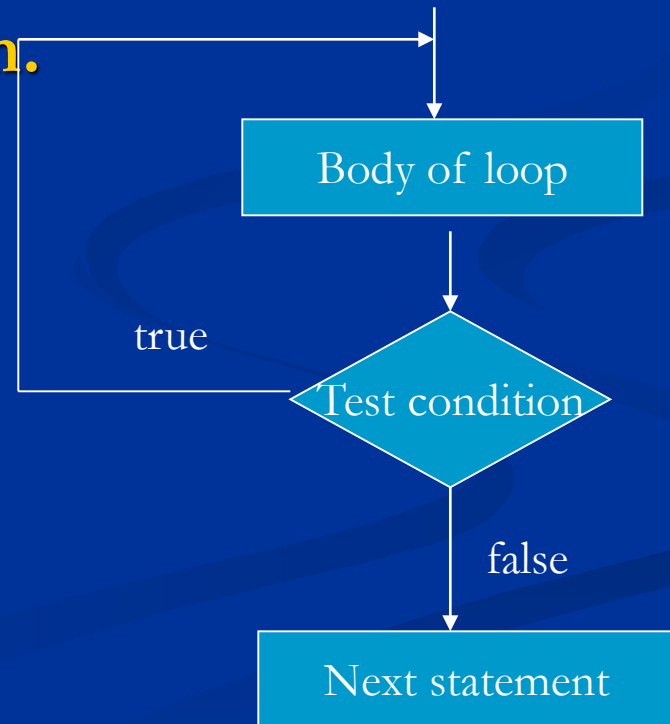 n.
Body of loop
true
Test condition
false
Next statement